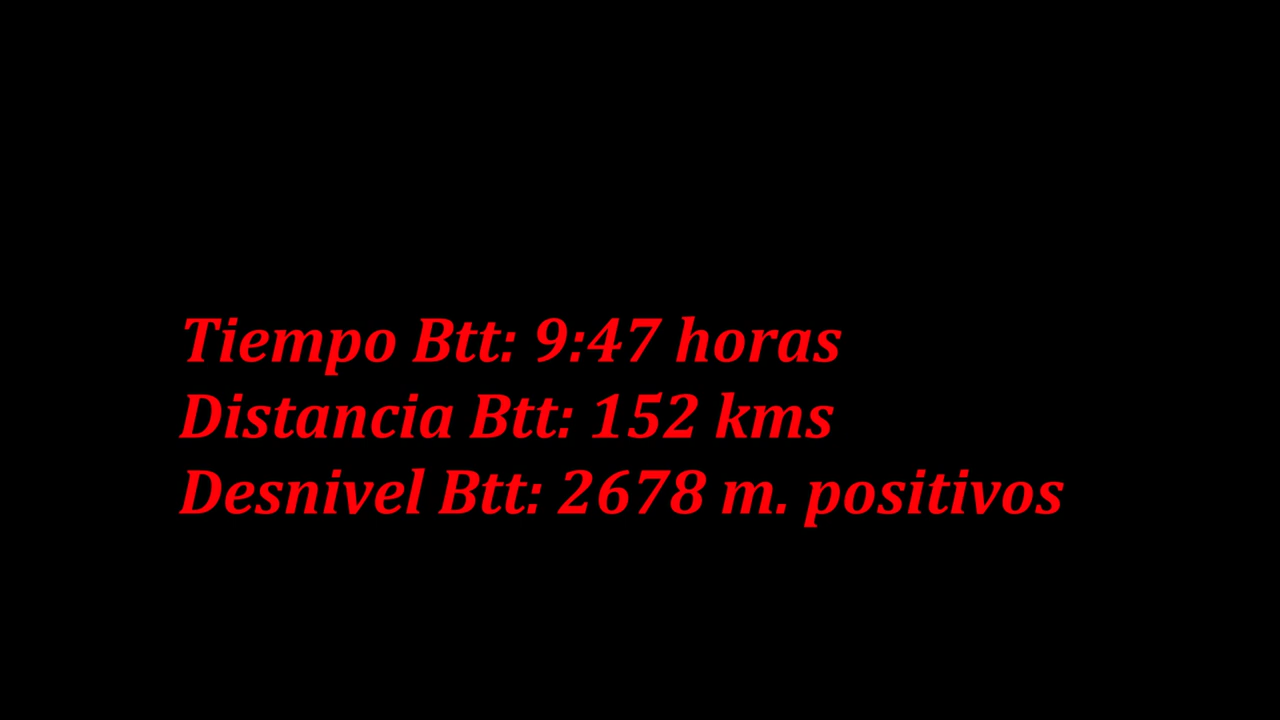 Tiempo Btt: 9:47 horas
Distancia Btt: 152 kms
Desnivel Btt: 2678 m. positivos